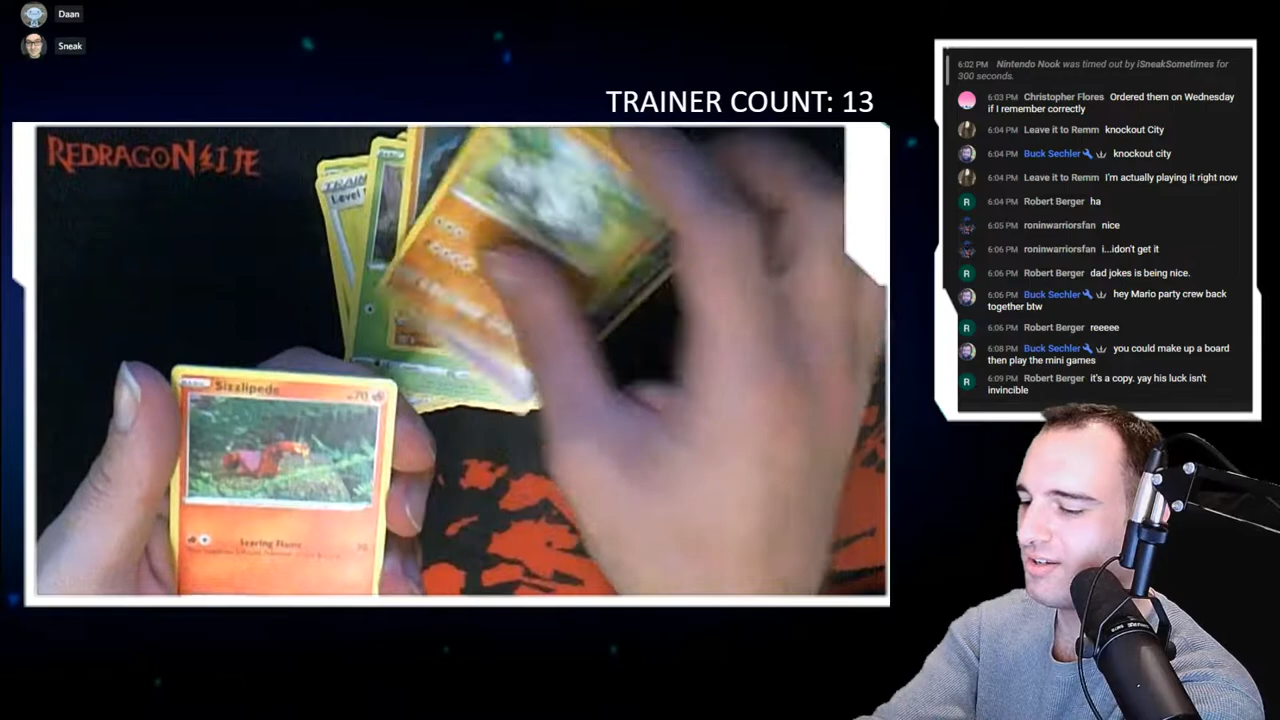 Daan
Sneak
TRAINER COUNT: 13
REDRAGON
TRAIN
Level
BASIC
BASIC Sizzlipede 70
Searing Flame
6:02 PM Nintendo Nook was timed out by iSneakSometimes for
300 seconds.
6:03 PM Christopher Flores Ordered them on Wednesday
if I remember correctly
6:04 PM Leave it to Remm knockout City
6:04 PM Buck Sechler knockout city
6:04 PM Leave it to Remm I'm actually playing it right now
R 6:04 PM Robert Berger ha
6:05 PM roninwarriorsfan nice
6:06 PM roninwarriorsfan i...idon't get it
R 6:06 PM Robert Berger dad jokes is being nice.
6:06 PM Buck Sechler hey Mario party crew back
together btw
R 6:06 PM Robert Berger reeeee
6:08 PM Buck Sechler you could make up a board
then play the mini games
R 6:09 PM Robert Berger it's a copy. yay his luck isn't
invincible